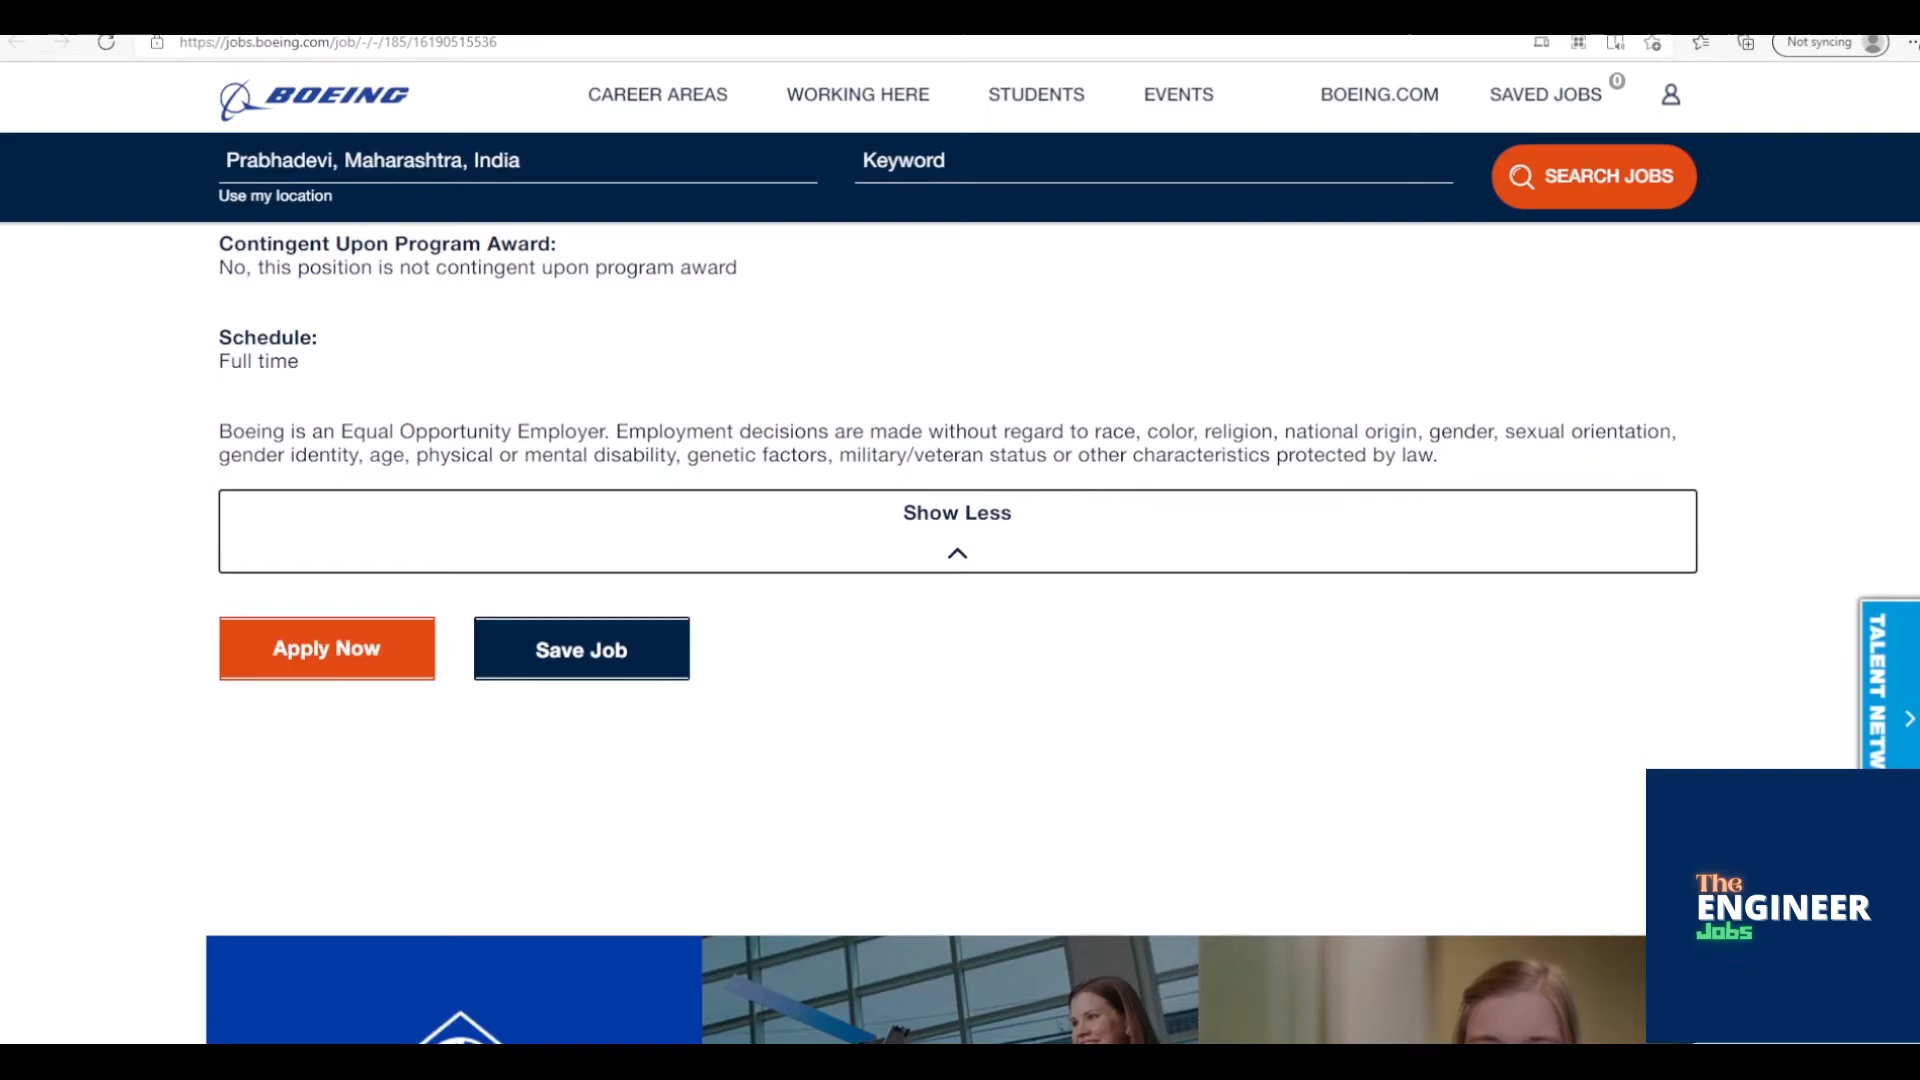 https://jobs.boeing.com/job/-/-/185/16190515536
Not syncing
BOEING
CAREER AREAS
WORKING HERE
STUDENTS
EVENTS
BOEING.COM
SAVED JOBS
0
Prabhadevi, Maharashtra, India
Keyword
SEARCH JOBS
Use my location
Contingent Upon Program Award:
No, this position is not contingent upon program award
Schedule:
Full time
Boeing is an Equal Opportunity Employer. Employment decisions are made without regard to race, color, religion, national origin, gender, sexual orientation,
gender identity, age, physical or mental disability, genetic factors, military/veteran status or other characteristics protected by law.
Show Less
Apply Now
Save Job
TALENT NETW
The
ENGINEER
Jobs